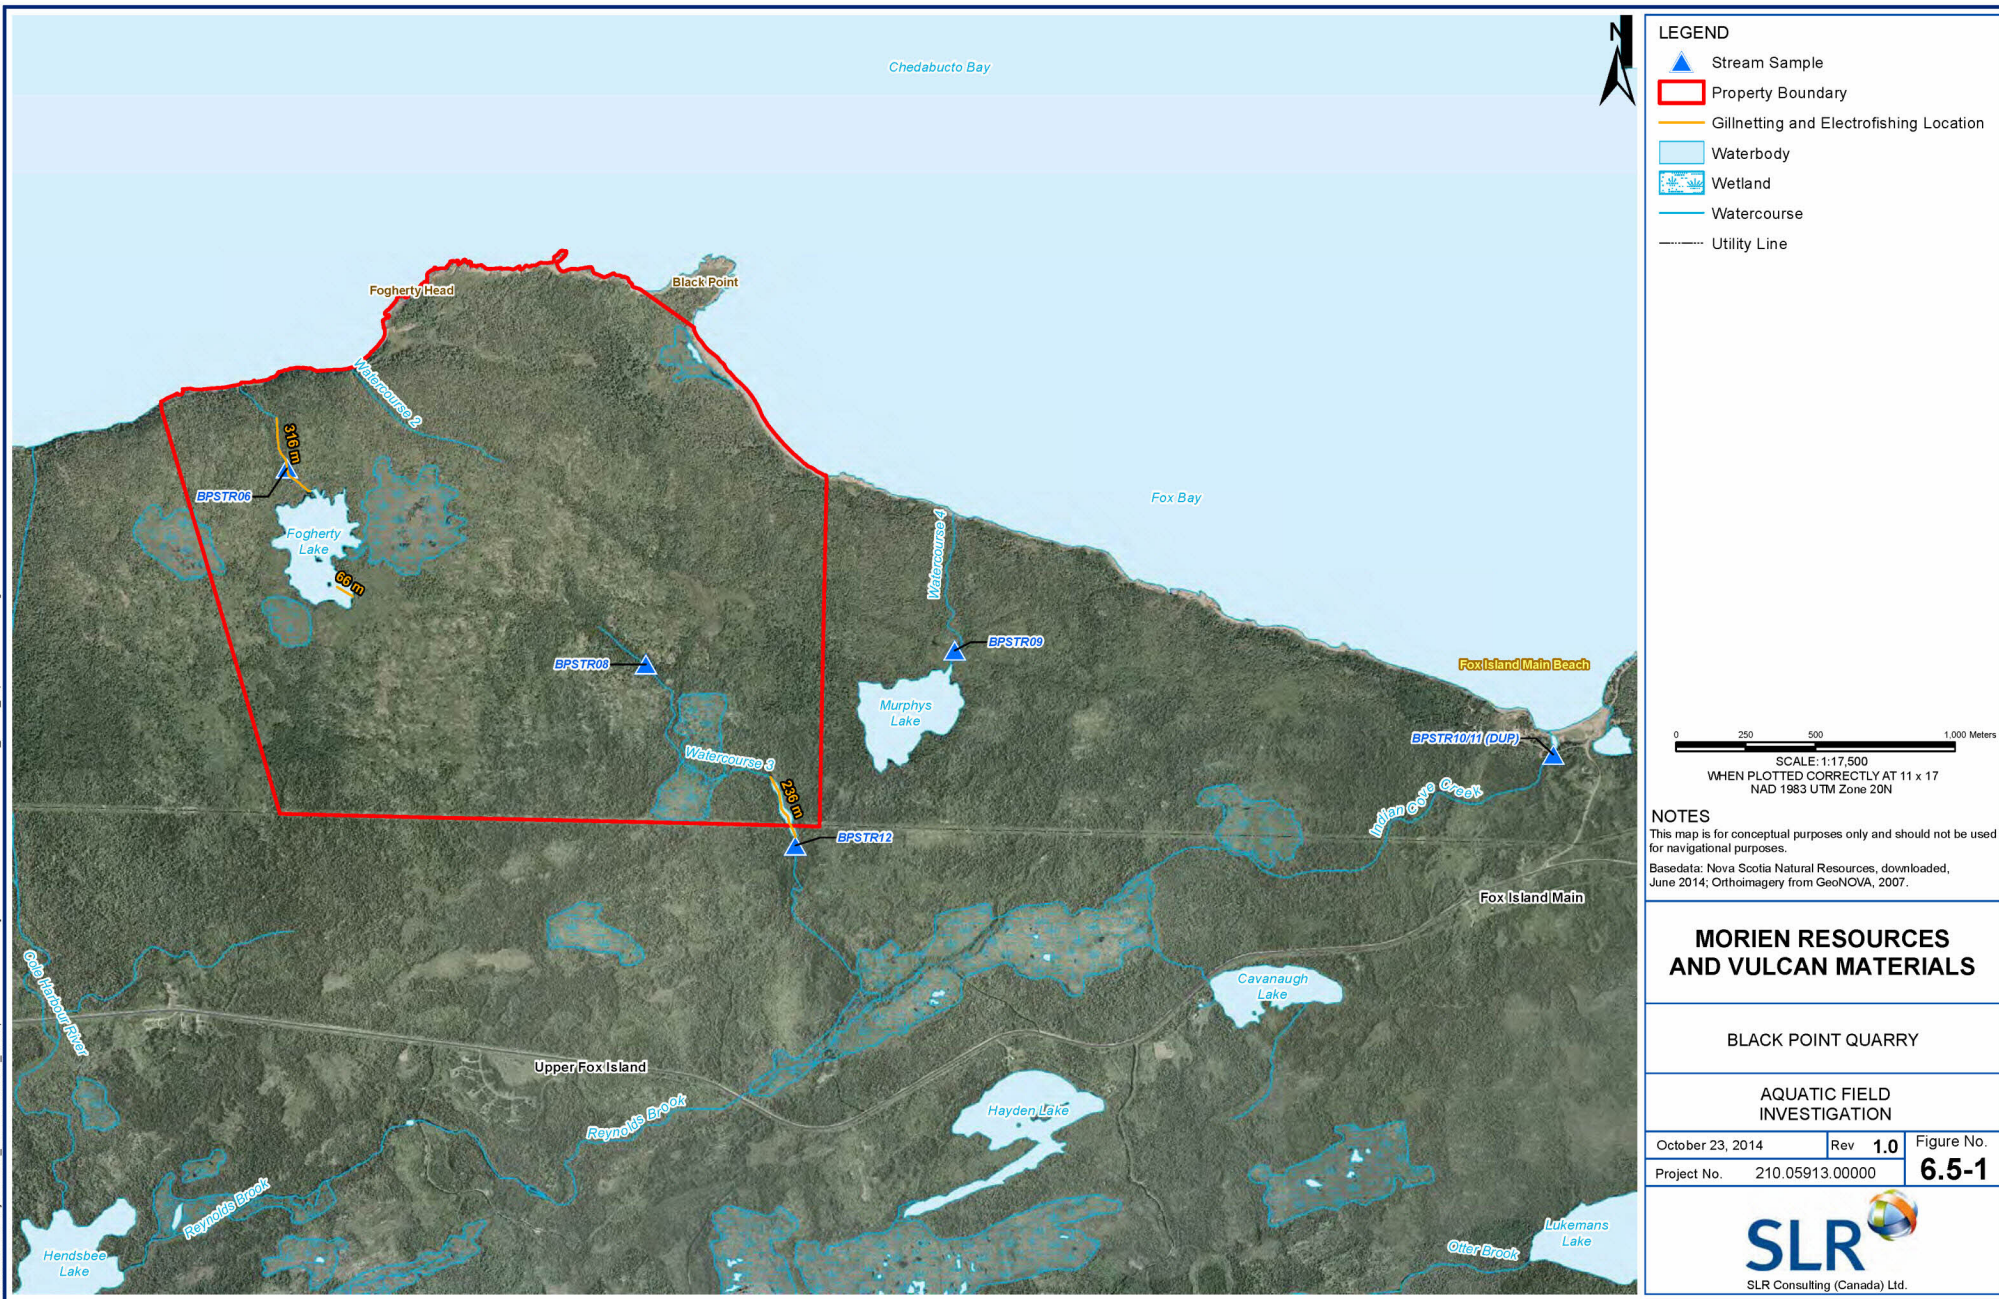 Chedabucto Bay
N
Fogherty Head
Black Point
Watercourse 2
316 m
BPSTR06
Fogherty
Lake
66 m
Fox Bay
Watercourse 4
BPSTR08
BPSTR09
Fox Island Main Beach
Murphys
Lake
BPSTR10/11 (DUP)
Watercourse 3
236 m
BPSTR12
Indian Cove Creek
Fox Island Main
Cole Harbour River
Cavanaugh
Lake
Upper Fox Island
Reynolds Brook
Hayden Lake
Reynolds Brook
Hendsbee
Lake
Otter Brook
Lukemans
Lake
LEGEND
Stream Sample
Property Boundary
Gillnetting and Electrofishing Location
Waterbody
Wetland
Watercourse
Utility Line
0 250 500 1,000 Meters
SCALE: 1:17,500
WHEN PLOTTED CORRECTLY AT 11 x 17
NAD 1983 UTM Zone 20N
NOTES
This map is for conceptual purposes only and should not be used
for navigational purposes.
Basedata: Nova Scotia Natural Resources, downloaded,
June 2014; Orthoimagery from GeoNOVA, 2007.
MORIEN RESOURCES
AND VULCAN MATERIALS
BLACK POINT QUARRY
AQUATIC FIELD
INVESTIGATION
October 23, 2014
Rev 1.0
Figure No.
6.5-1
Project No. 210.05913.00000
SLR
SLR Consulting (Canada) Ltd.